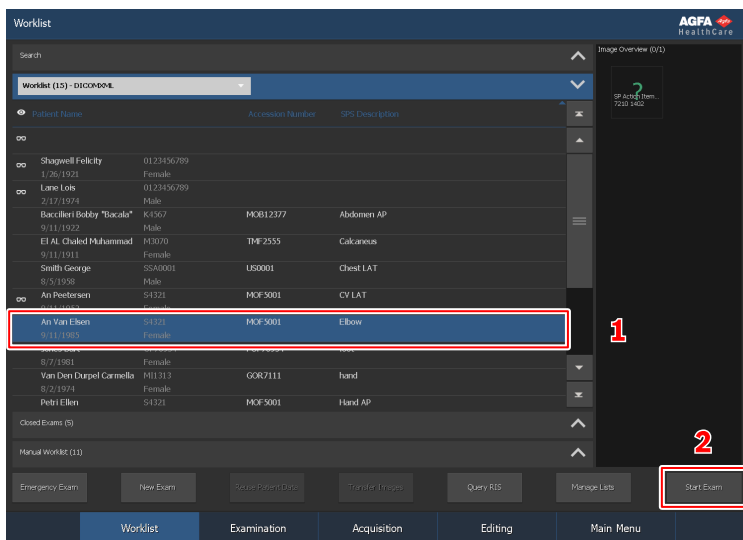 Worklist
AGFA
HealthCare
Search
Image Overview (0/1)
Worklist (15) - DICOMXML
?
SP Action Item...
7210 1402
Patient Name Accession Number SPS Description
Shagwell Felicity 0123456789
1/26/1921 Female
Lane Lois 0123456789
2/17/1974 Male
Baccilieri Bobby "Bacala" K4567 MOB12377 Abdomen AP
9/11/1922 Male
El AL Chaled Muhammad M3070 TMF2555 Calcaneus
9/11/1911 Female
Smith George SSA0001 US0001 Chest LAT
8/5/1958 Male
An Peetersen S4321 MOF5001 CV LAT
An Van Elsen S4321 MOF5001 Elbow
9/11/1985 Female
1
8/7/1981 Female
Van Den Durpel Carmella MI1313 GOR7111 hand
8/2/1974 Female
Petri Ellen S4321 MOF5001 Hand AP
Closed Exams (5)
Manual Worklist (11)
2
Emergency Exam New Exam Reuse Patient Data Transfer Images Query RIS Manage Lists Start Exam
Worklist Examination Acquisition Editing Main Menu